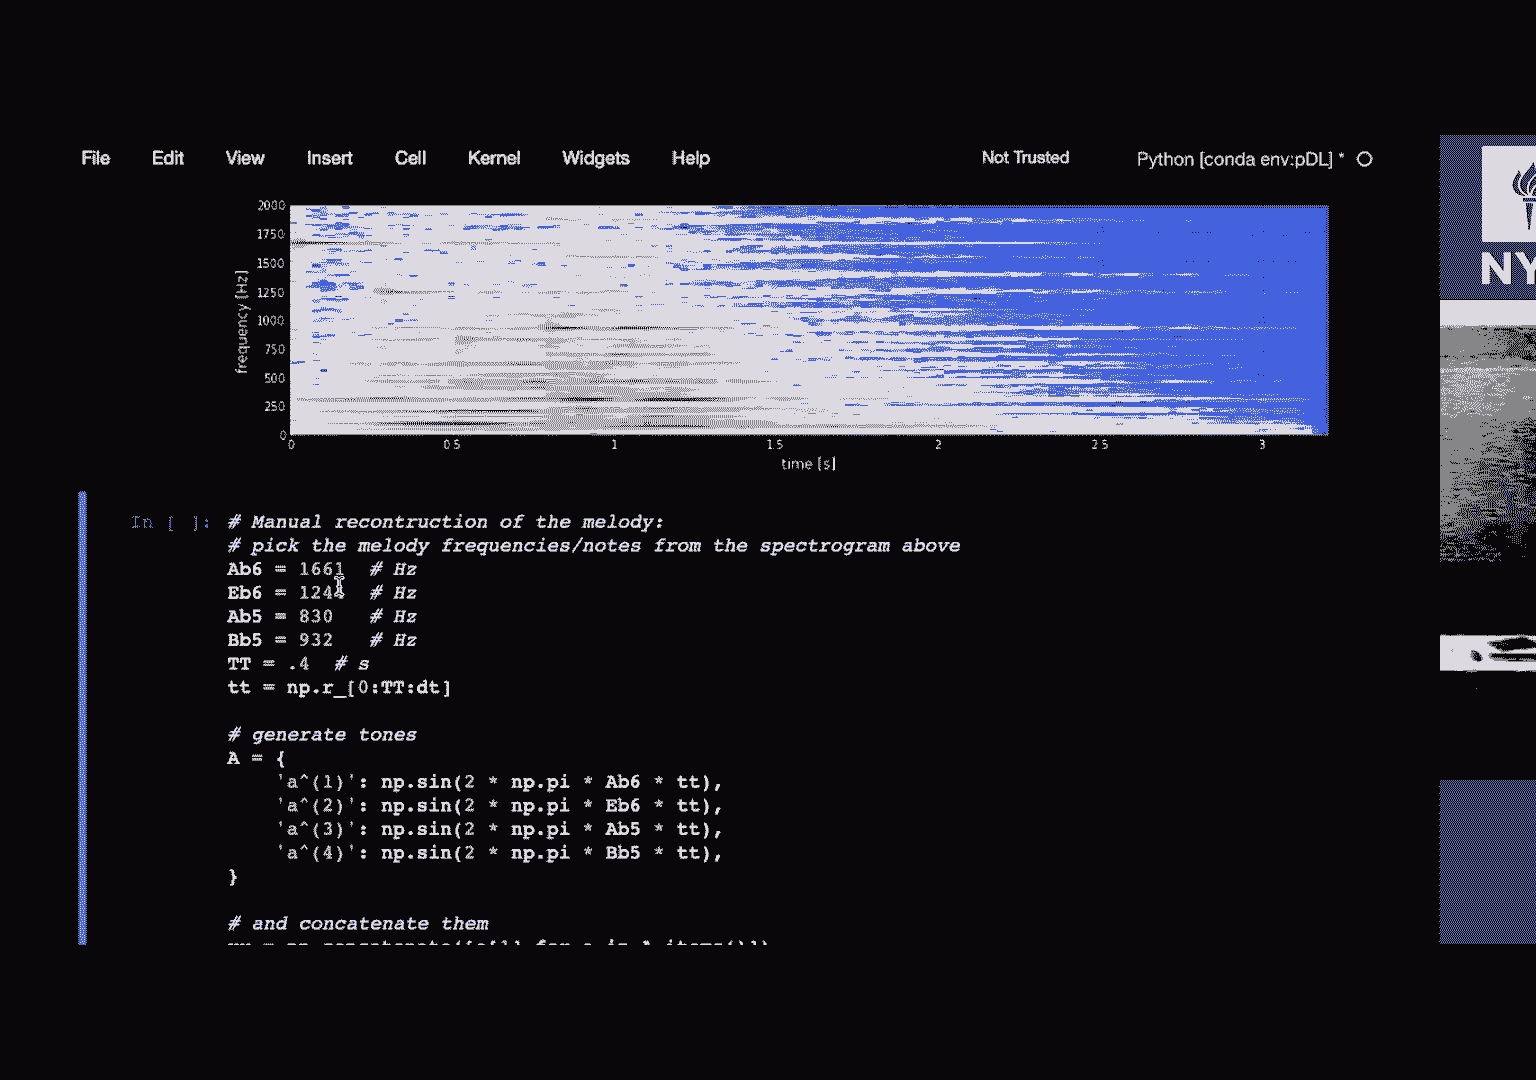 File Edit View Insert Cell Kernel Widgets Help Not Trusted Python [conda env:pDL] *
NY
2000
1750
1500
1250
1000
750
500
250
0
frequency [Hz]
0 0.5 1 1.5 2 2.5 3
time [s]
In [ ]: # Manual recontruction of the melody:
# pick the melody frequencies/notes from the spectrogram above
Ab6 = 1661 # Hz
Eb6 = 124 # Hz
Ab5 = 830 # Hz
Bb5 = 932 # Hz
TT = .4 # s
tt = np.r_[0:TT:dt]
# generate tones
A = {
'a^(1)': np.sin(2 * np.pi * Ab6 * tt),
'a^(2)': np.sin(2 * np.pi * Eb6 * tt),
'a^(3)': np.sin(2 * np.pi * Ab5 * tt),
'a^(4)': np.sin(2 * np.pi * Bb5 * tt),
}
# and concatenate them